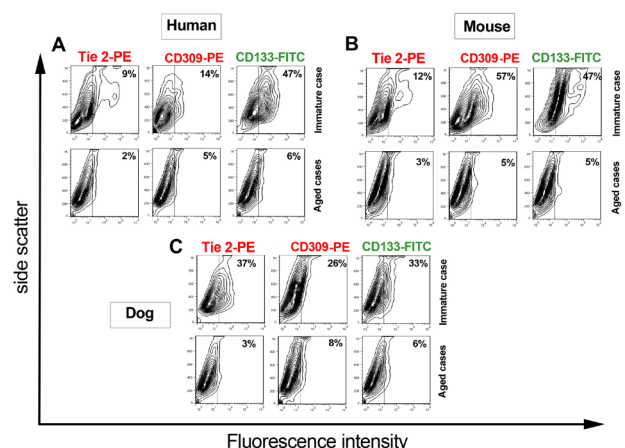 Human
Mouse
A
Tie 2-PE CD309-PE CD133-FITC
9% 14% 47%
Immature case
2% 5% 6%
Aged cases
B
Tie 2-PE CD309-PE CD133-FITC
12% 57% 47%
Immature case
3% 5% 5%
Aged cases
C
Tie 2-PE CD309-PE CD133-FITC
37% 26% 33%
Immature case
Dog
3% 8% 6%
Aged cases
side scatter
Fluorescence intensity